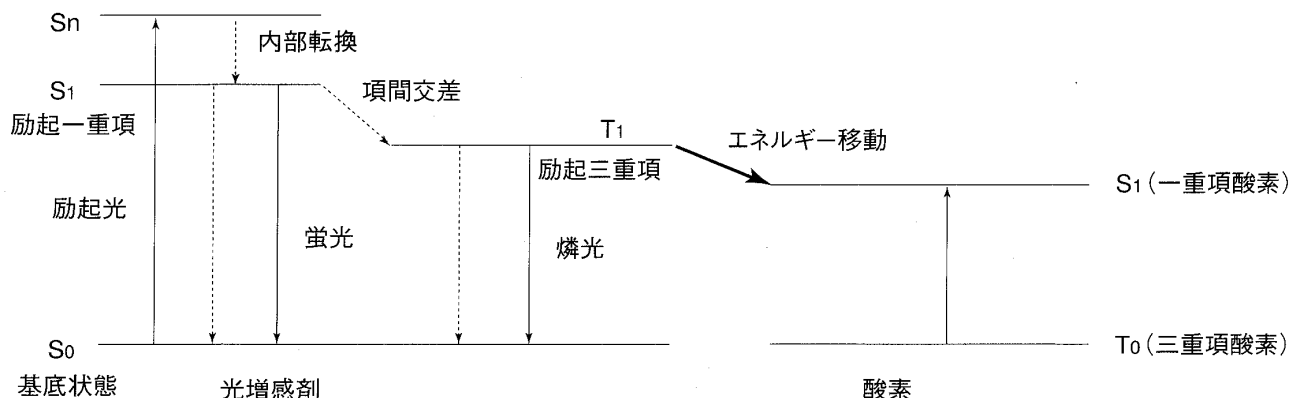 Sn
内部転換
S1
項間交差
励起一重項
T1
エネルギー移動
励起三重項
S1（一重項酸素）
励起光
蛍光
燐光
S0
T0（三重項酸素）
基底状態
光増感剤
酸素